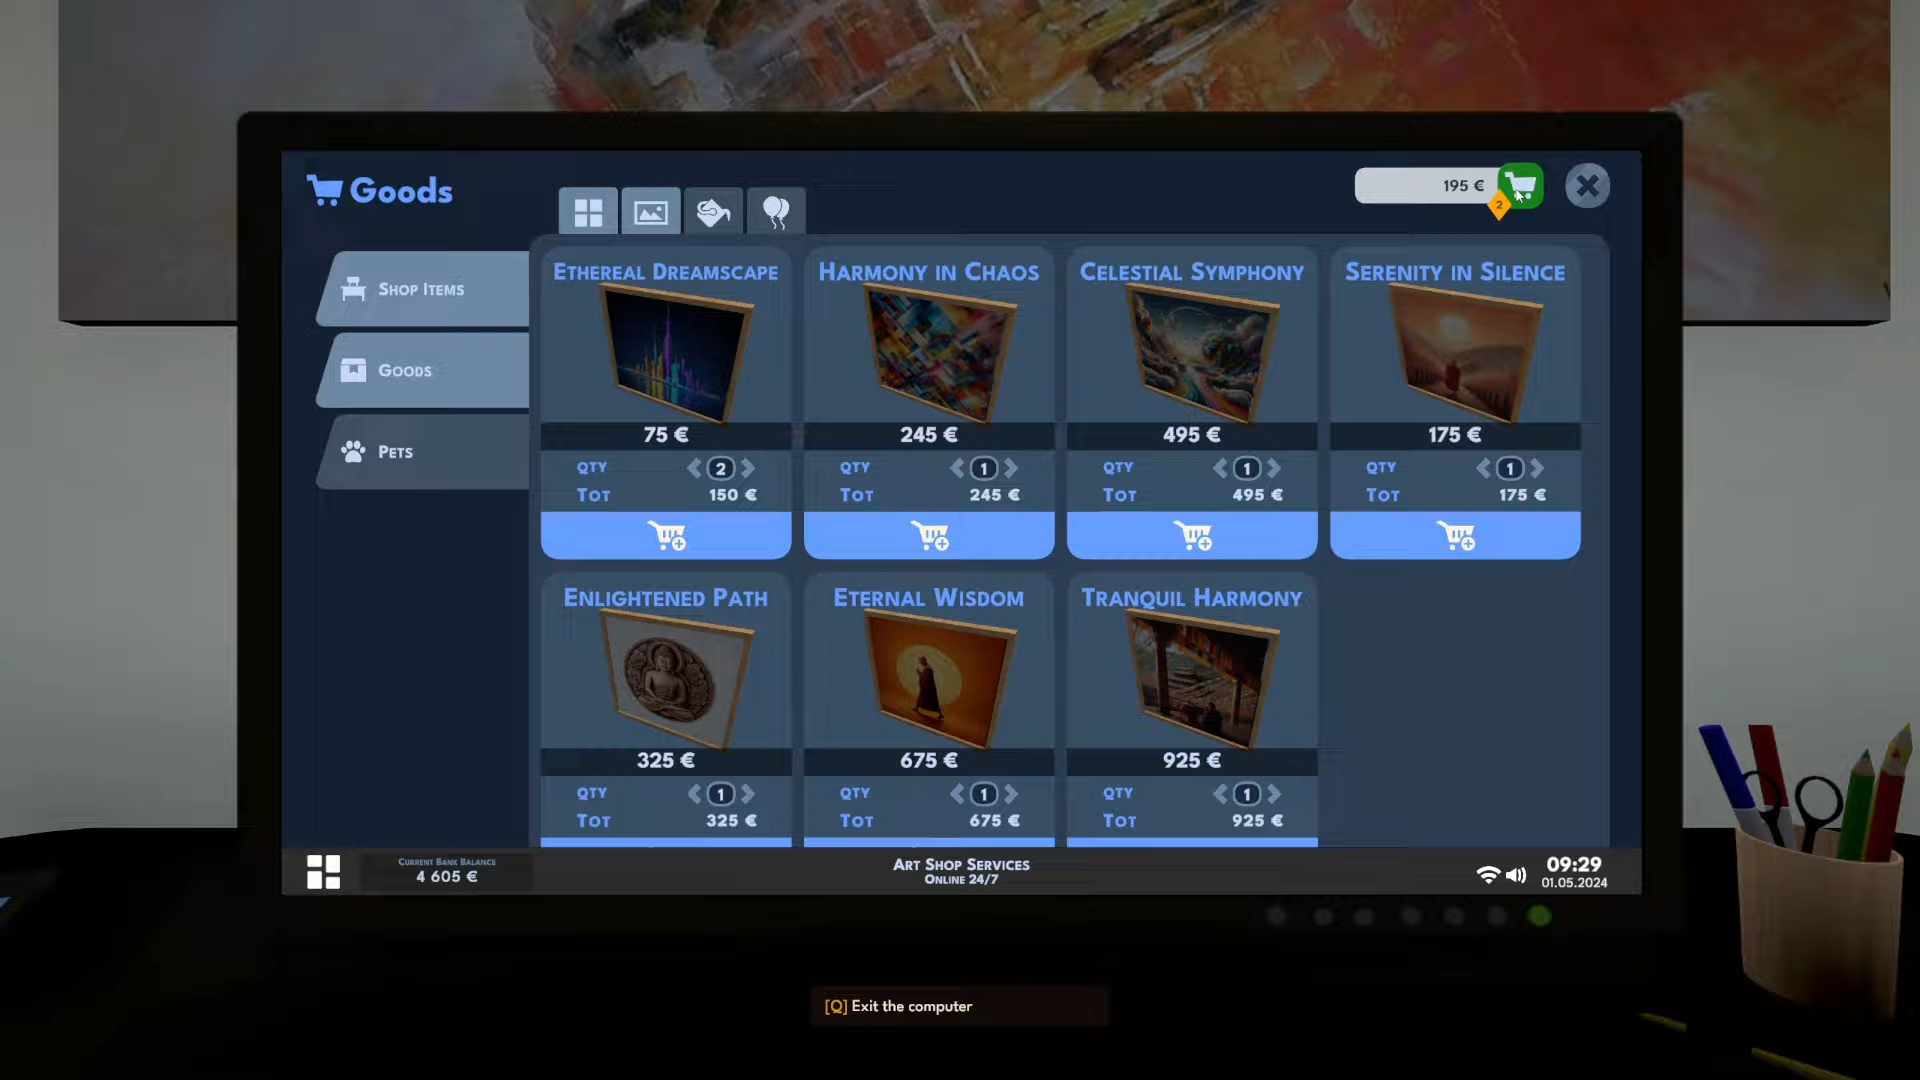 Goods
195 €
2
Shop Items
Goods
Pets
Ethereal Dreamscape
75 €
QTY 2
Tot 150 €
Harmony in Chaos
245 €
QTY 1
Tot 245 €
Celestial Symphony
495 €
QTY 1
Tot 495 €
Serenity in Silence
175 €
QTY 1
Tot 175 €
Enlightened Path
325 €
QTY 1
Tot 325 €
Eternal Wisdom
675 €
QTY 1
Tot 675 €
Tranquil Harmony
925 €
QTY 1
Tot 925 €
Current Bank Balance
4 605 €
Art Shop Services
Online 24/7
09:29
01.05.2024
[Q] Exit the computer